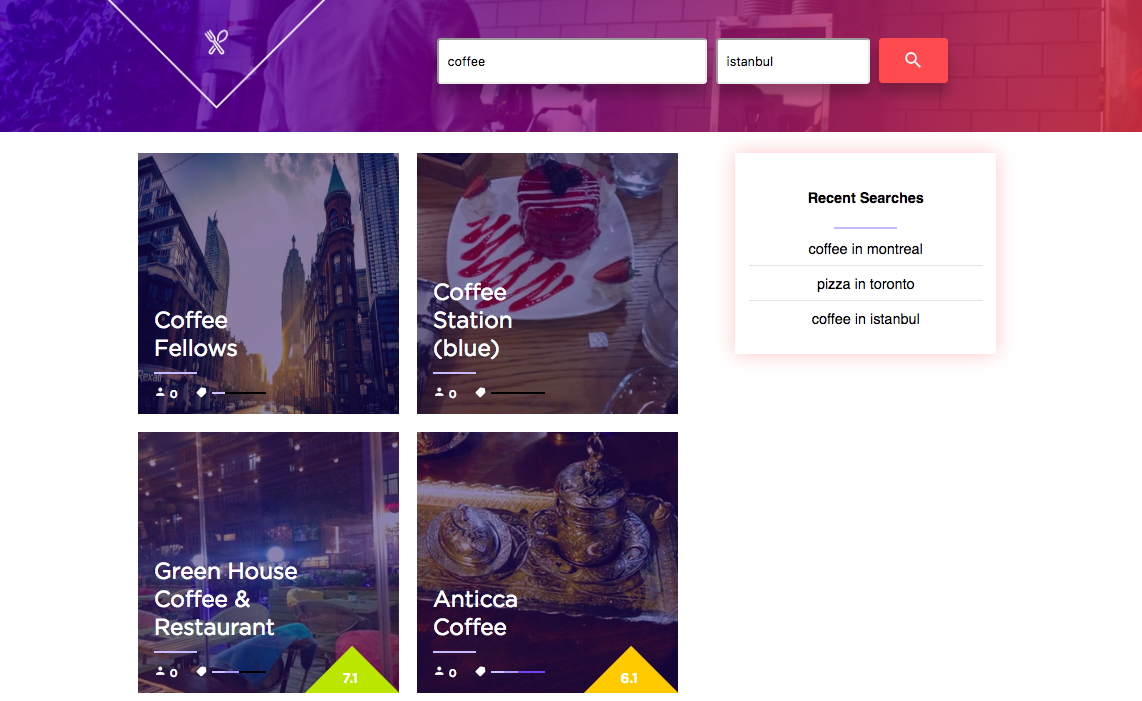 coffee
istanbul
Coffee
Fellows
Rexall
0
Coffee
Station
(blue)
0
Green House
Coffee &
Restaurant
0
7.1
Anticca
Coffee
0
6.1
Recent Searches
coffee in montreal
pizza in toronto
coffee in istanbul